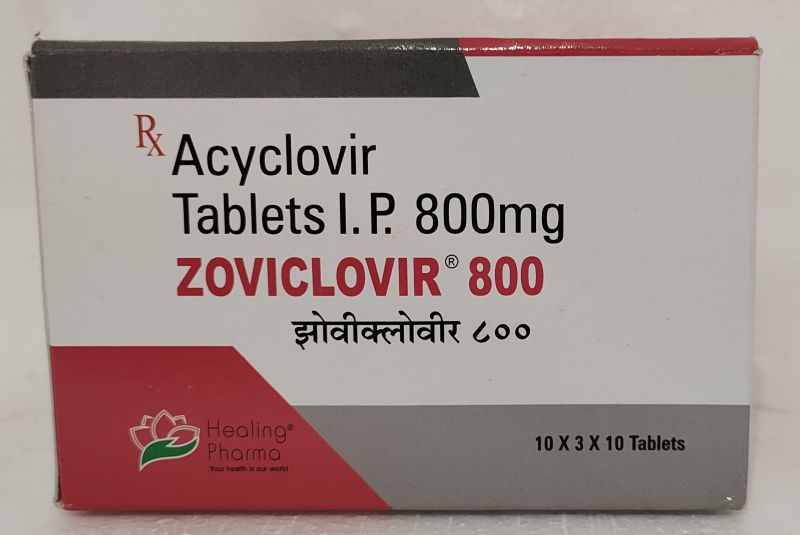 Rx Acyclovir
Tablets I.P. 800mg
ZOVICLOVIR® 800
झोवीक्लोवीर ८००
Healing®
Pharma
Your health is our world
10 X 3 X 10 Tablets